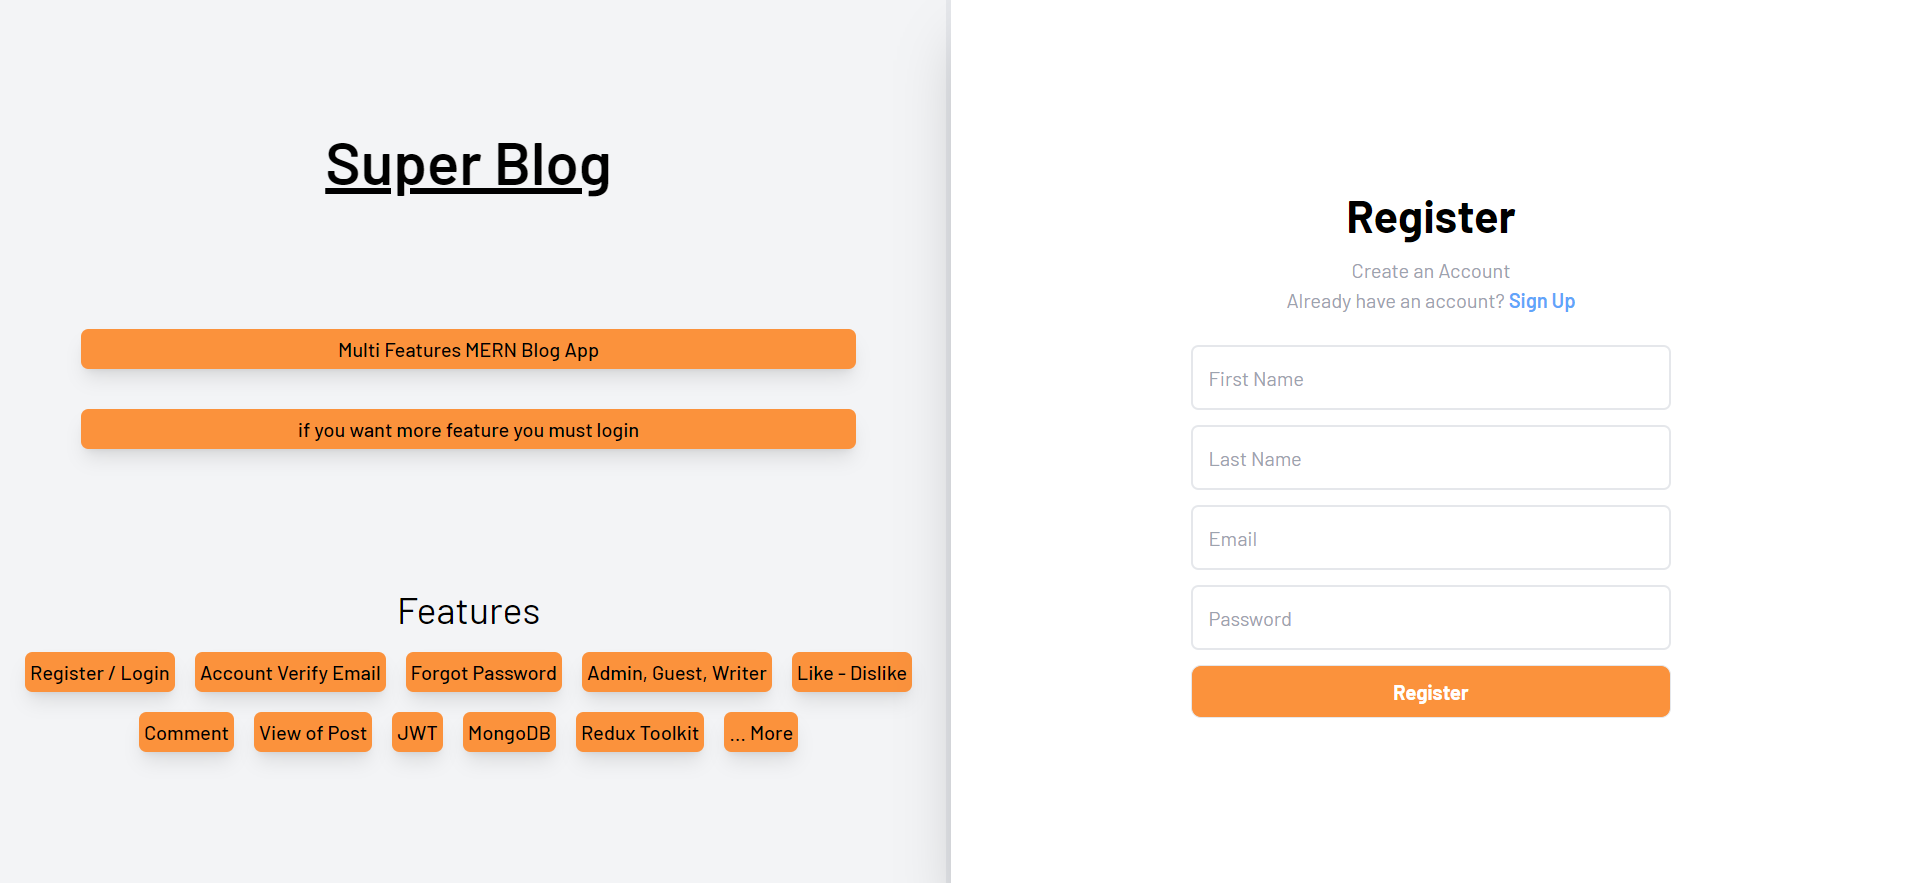 Super Blog
Multi Features MERN Blog App
if you want more feature you must login
Features
Register / Login Account Verify Email Forgot Password Admin, Guest, Writer Like - Dislike
Comment View of Post JWT MongoDB Redux Toolkit ... More
Register
Create an Account
Already have an account? Sign Up
First Name
Last Name
Email
Password
Register